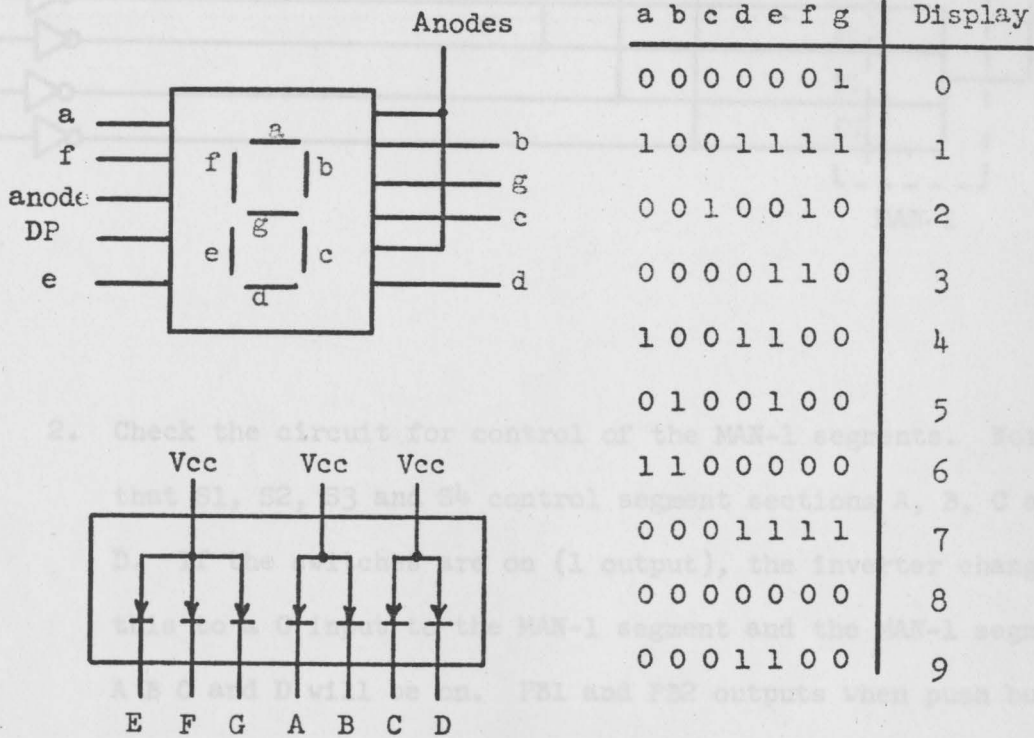 Anodes
a
f
anode
DP
e
a
f
b
g
e
c
d
b
g
c
d
a b c d e f g Display
0 0 0 0 0 0 1 0
1 0 0 1 1 1 1 1
0 0 1 0 0 1 0 2
0 0 0 0 1 1 0 3
1 0 0 1 1 0 0 4
0 1 0 0 1 0 0 5
1 1 0 0 0 0 0 6
0 0 0 1 1 1 1 7
0 0 0 0 0 0 0 8
0 0 0 1 1 0 0 9
Vcc Vcc Vcc
E F G A B C D
2. Check the circuit for control of the MAN-1 segments.
that S1, S2, S3 and S4 control segment sections A, B, C
D. If the switches are on (1 output), the inverter
this to a 0 input to the MAN-1 segment and the MAN-1
A B C and D will be on. PB1 and PB2 outputs when push